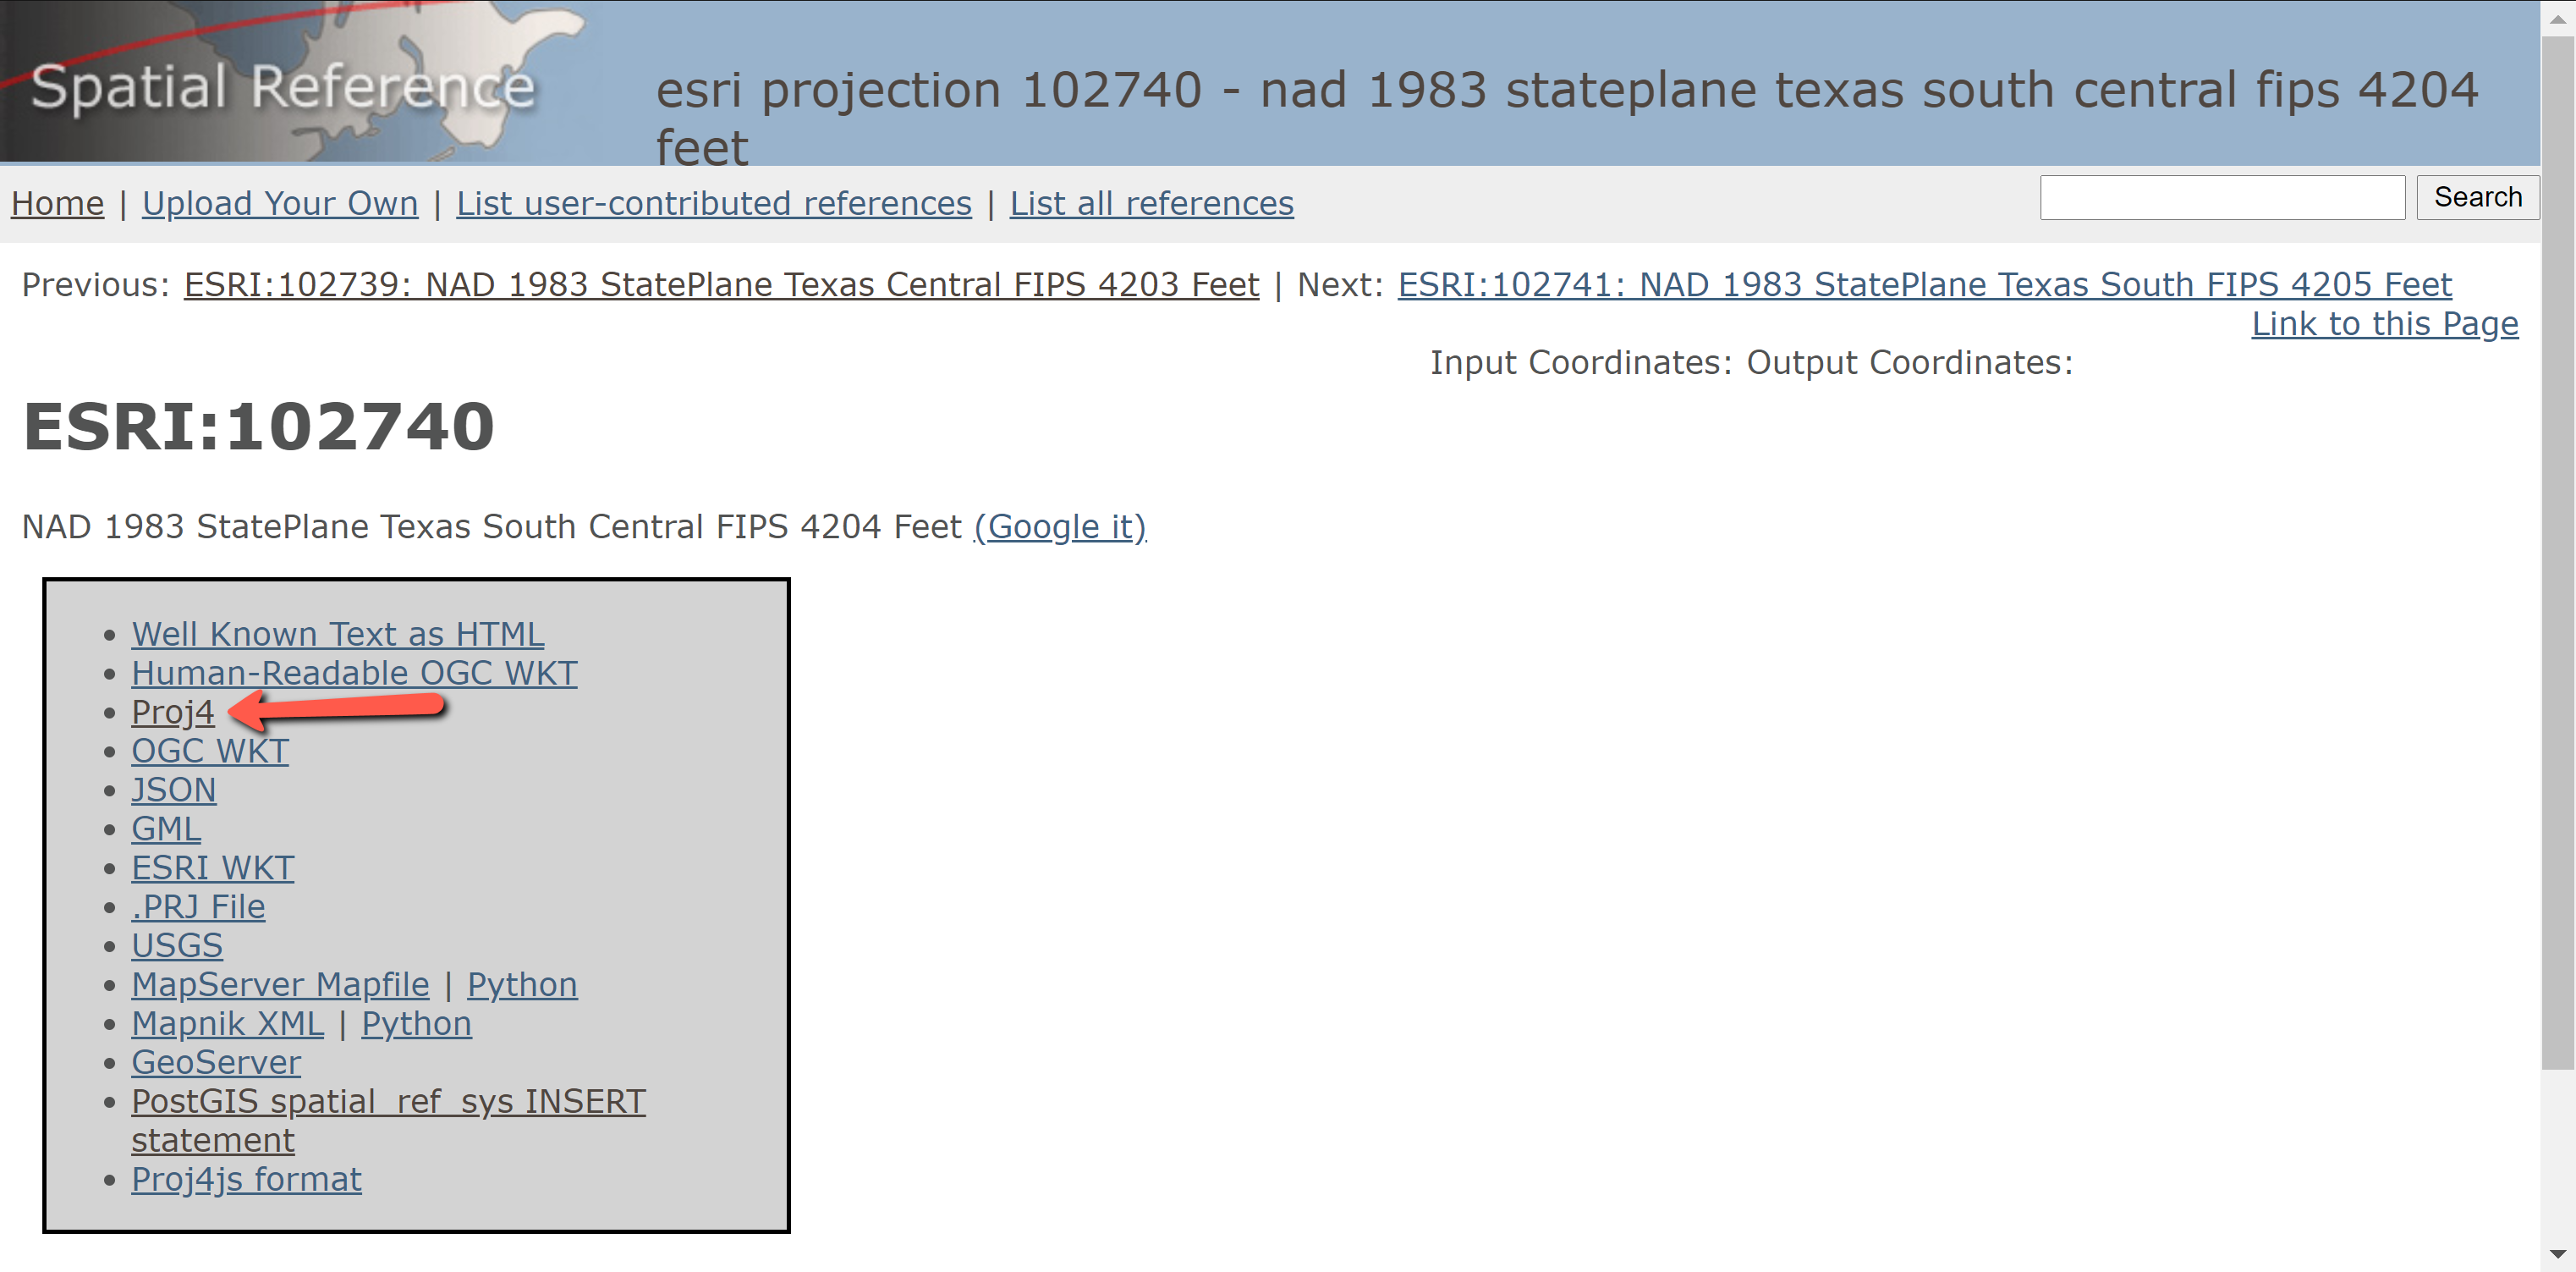 Spatial Reference
esri projection 102740 - nad 1983 stateplane texas south central fips 4204
feet
Home | Upload Your Own | List user-contributed references | List all references
Search
Previous: ESRI:102739: NAD 1983 StatePlane Texas Central FIPS 4203 Feet | Next: ESRI:102741: NAD 1983 StatePlane Texas South FIPS 4205 Feet
Link to this Page
Input Coordinates: Output Coordinates:
ESRI:102740
NAD 1983 StatePlane Texas South Central FIPS 4204 Feet (Google it)
Well Known Text as HTML
Human-Readable OGC WKT
Proj4
OGC WKT
JSON
GML
ESRI WKT
.PRJ File
USGS
MapServer Mapfile | Python
Mapnik XML | Python
GeoServer
PostGIS spatial_ref_sys INSERT
statement
Proj4js format